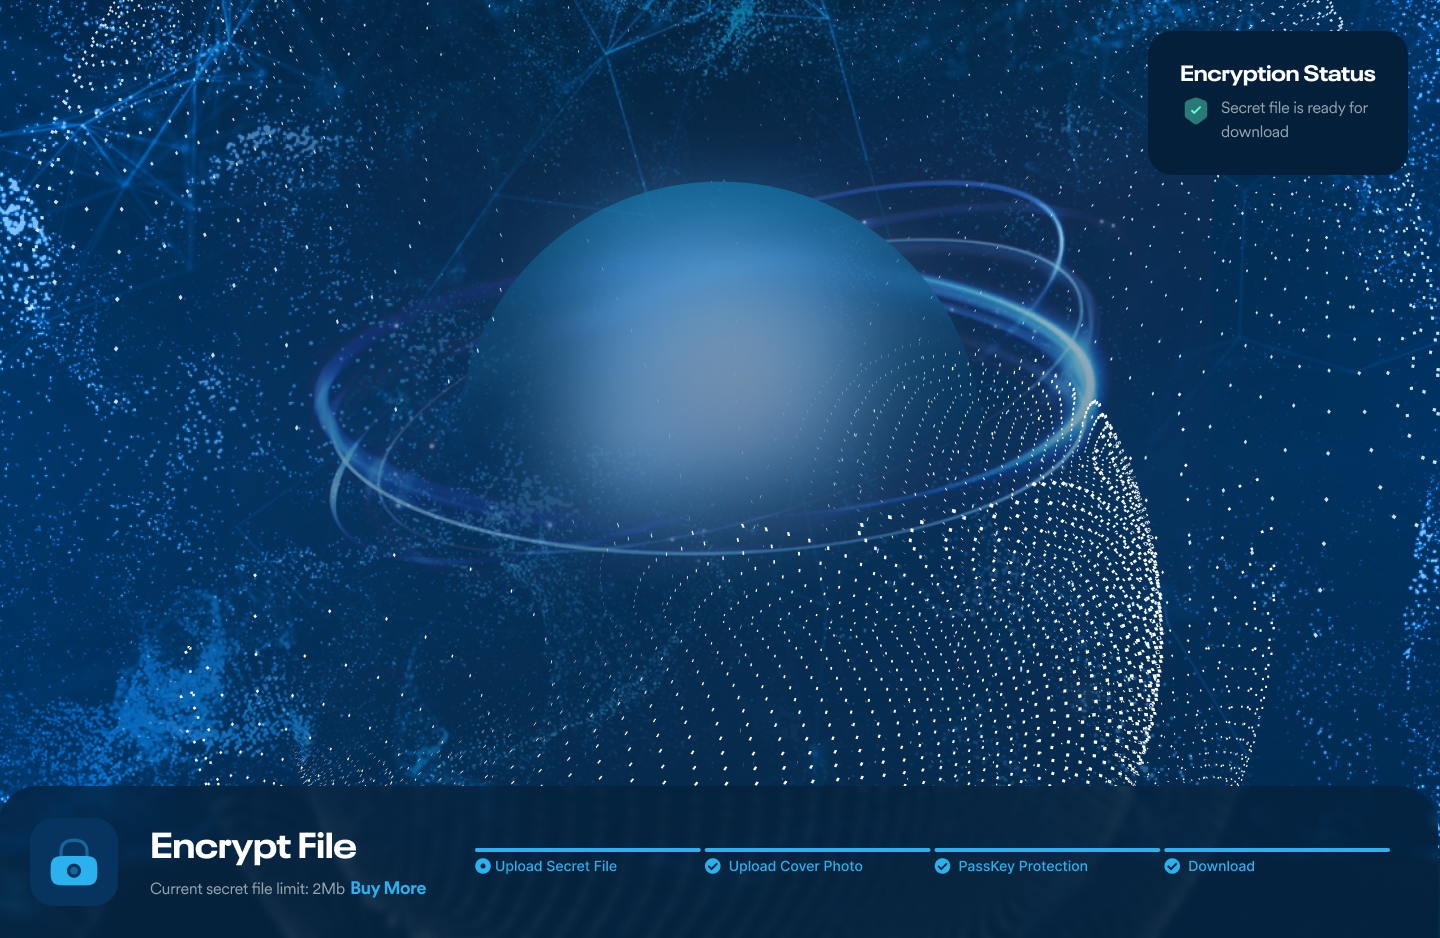 Encryption Status
Secret file is ready for
download
Encrypt File
Current secret file limit: 2Mb Buy More
Upload Secret File
Upload Cover Photo
PassKey Protection
Download